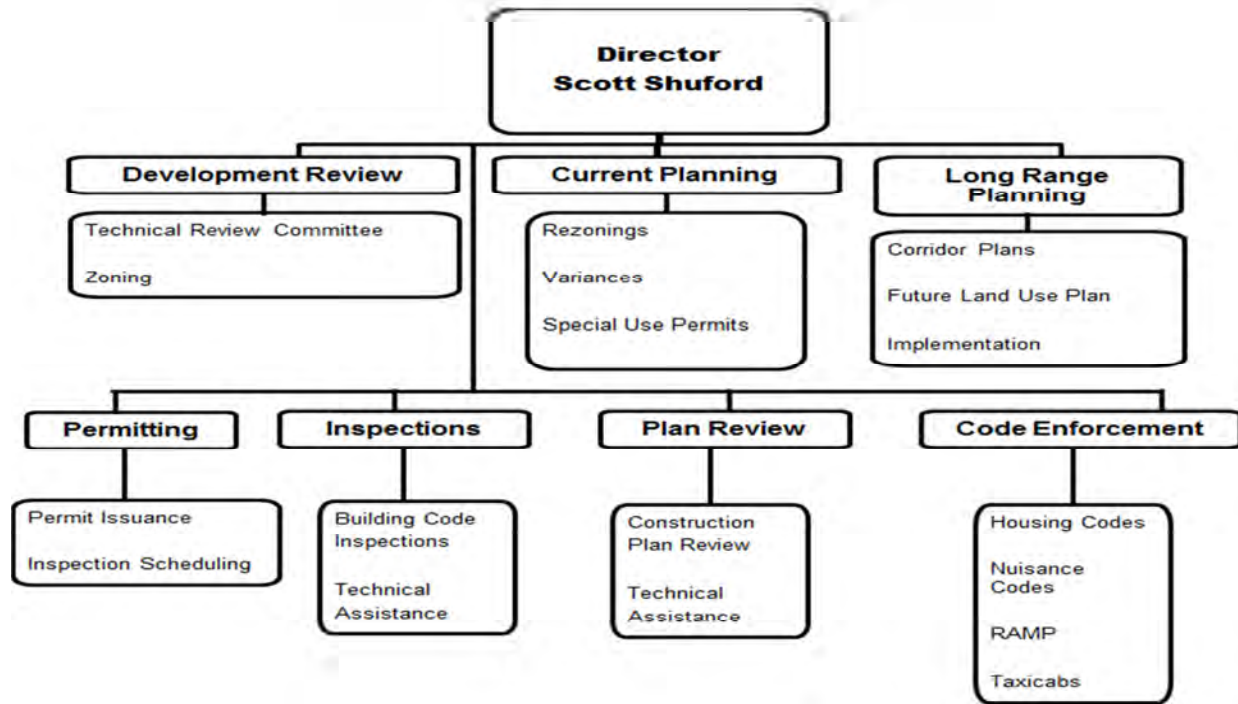 Director
Scott Shuford
Development Review
Technical Review Committee
Zoning
Current Planning
Rezonings
Variances
Special Use Permits
Long Range
Planning
Corridor Plans
Future Land Use Plan
Implementation
Permitting
Permit Issuance
Inspection Scheduling
Inspections
Building Code
Inspections
Technical
Assistance
Plan Review
Construction
Plan Review
Technical
Assistance
Code Enforcement
Housing Codes
Nuisance
Codes
RAMP
Taxicabs